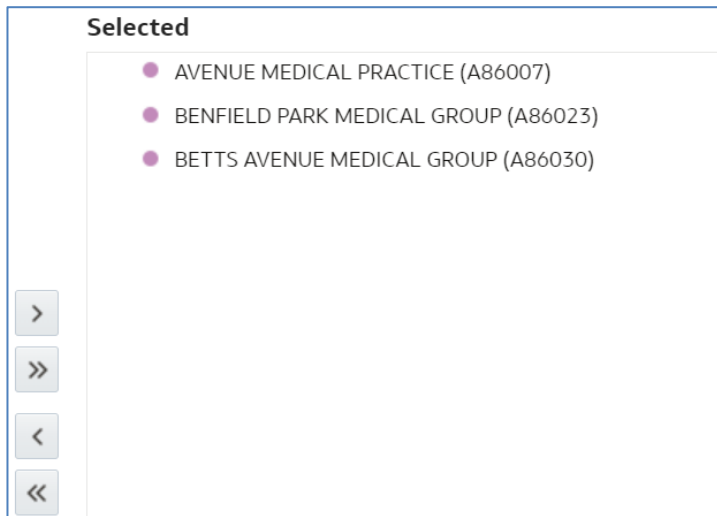 Selected
AVENUE MEDICAL PRACTICE (A86007)
BENFIELD PARK MEDICAL GROUP (A86023)
BETTS AVENUE MEDICAL GROUP (A86030)